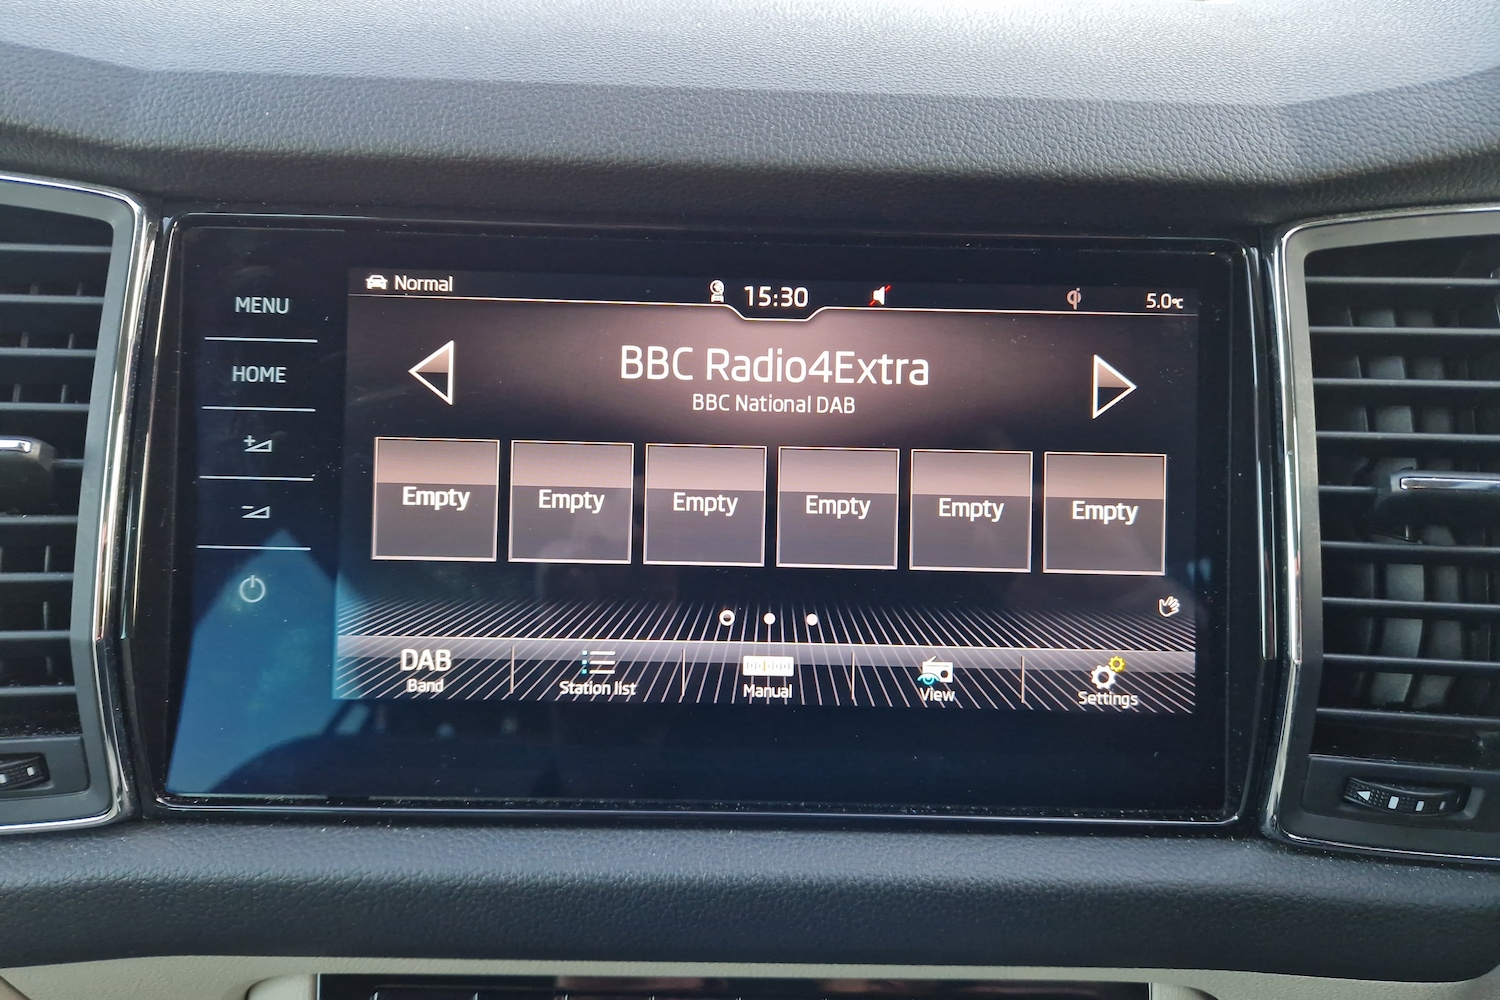 MENU
HOME
Normal
15:30
5.0°C
BBC Radio4Extra
BBC National DAB
Empty
Empty
Empty
Empty
Empty
Empty
DAB
Band
Station list
Manual
View
Settings